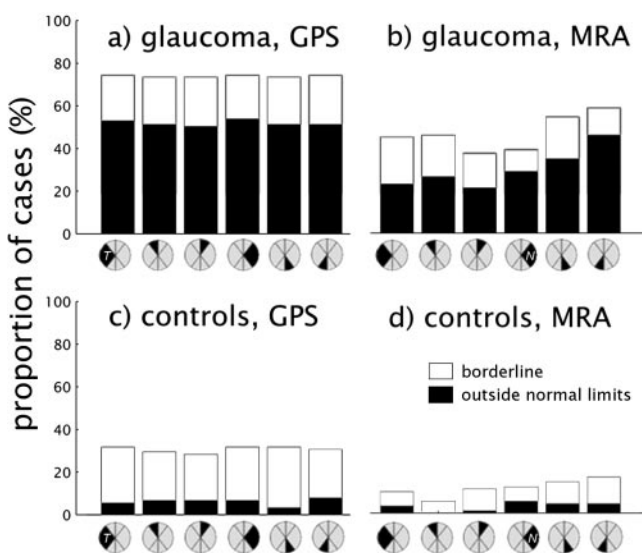 100
80
60
40
20
0
a) glaucoma, GPS
b) glaucoma, MRA
proportion of cases (%)
T
N
100
80
60
40
20
0
c) controls, GPS
d) controls, MRA
borderline
outside normal limits
T
N